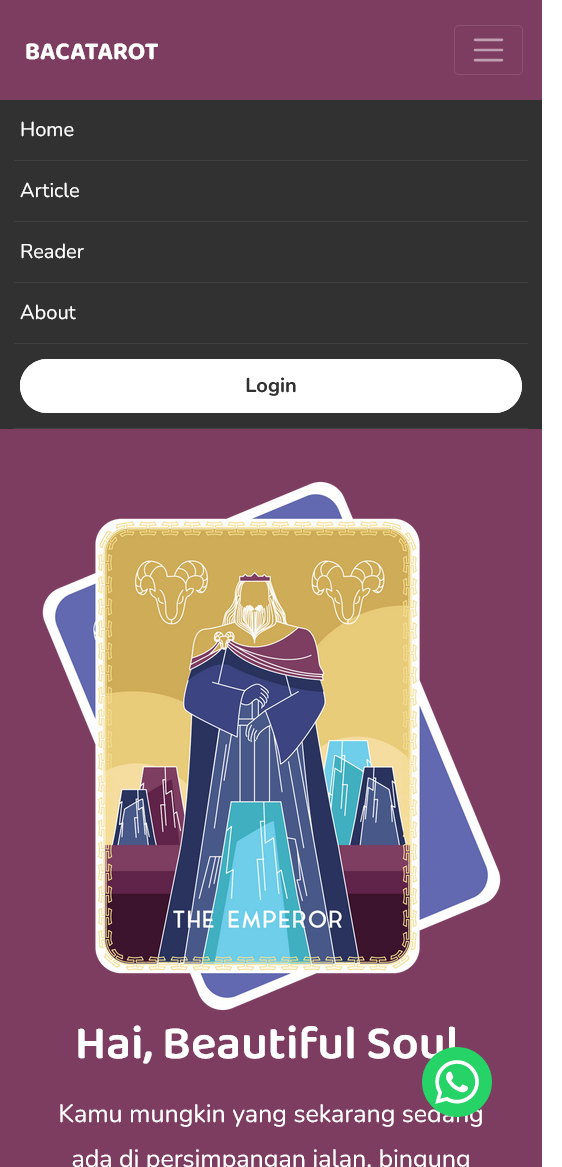 BACATAROT
Home
Article
Reader
About
Login
THE EMPEROR
Hai, Beautiful Soul
Kamu mungkin yang sekarang sedang
ada di persimpangan jalan, bingung